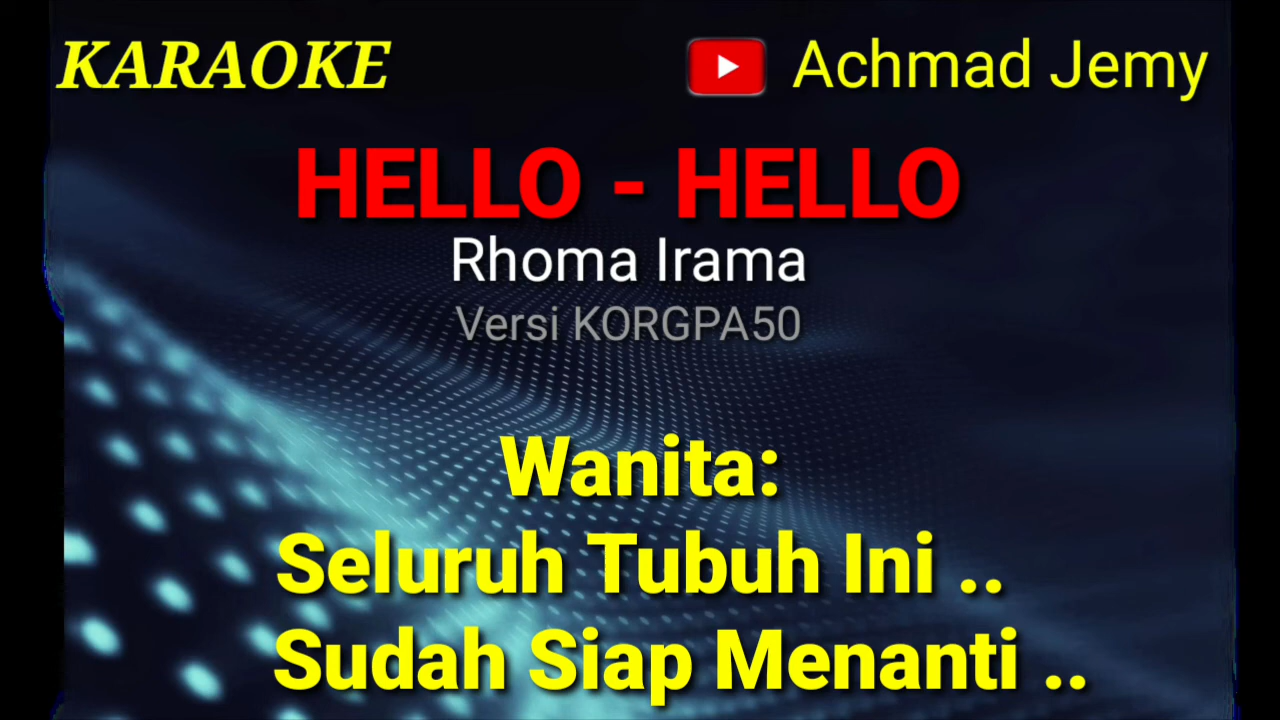 KARAOKE
Achmad Jemy
HELLO - HELLO
Rhoma Irama
Versi KORGPA50
Wanita:
Seluruh Tubuh Ini ..
Sudah Siap Menanti ..